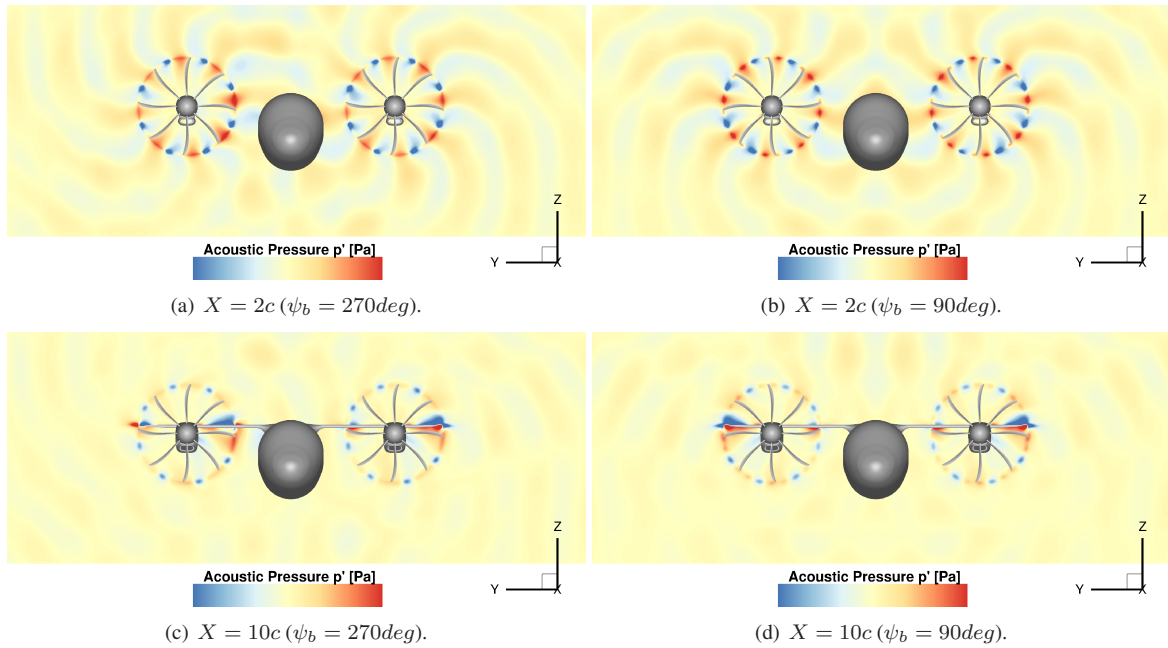 Z
Y
X
Acoustic Pressure p' [Pa]
(a) X = 2c (ψ_b = 270deg).
Z
Y
X
Acoustic Pressure p' [Pa]
(b) X = 2c (ψ_b = 90deg).
Z
Y
X
Acoustic Pressure p' [Pa]
(c) X = 10c (ψ_b = 270deg).
Z
Y
X
Acoustic Pressure p' [Pa]
(d) X = 10c (ψ_b = 90deg).